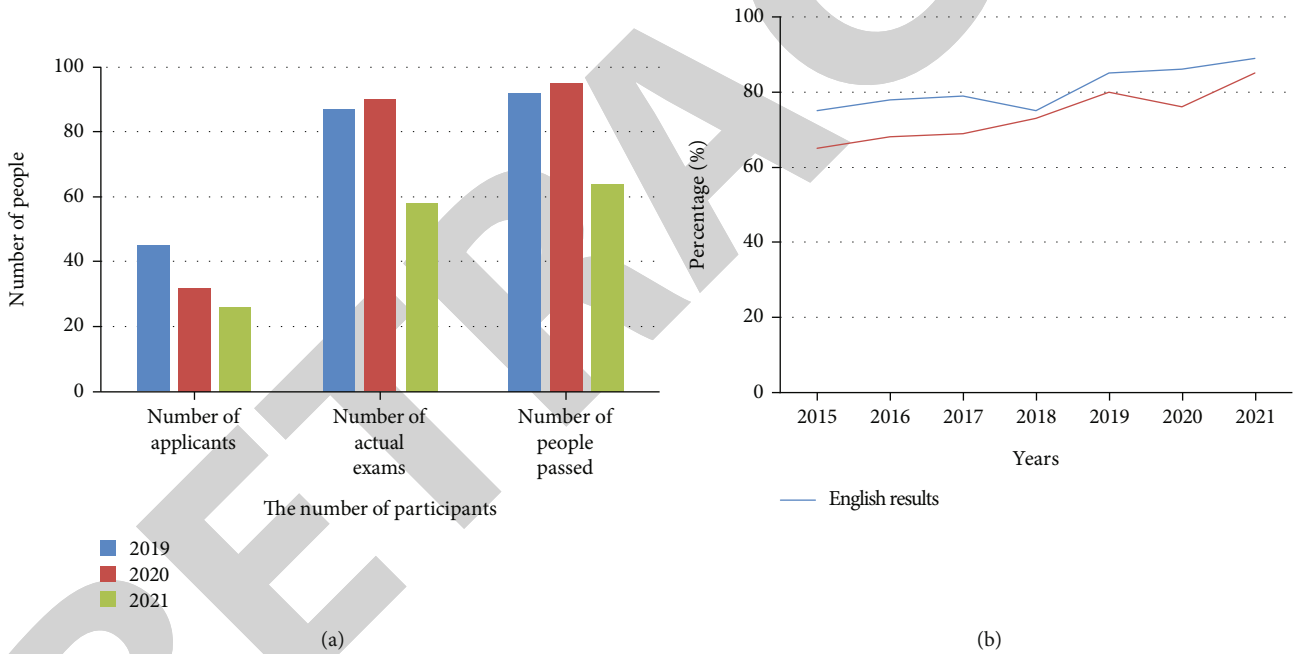 100
80
60
40
20
0
Number of people
Number of
applicants
Number of
actual
exams
Number of
people
passed
The number of participants
2019
2020
2021
(a)
100
80
60
40
20
0
Percentage (%)
2015 2016 2017 2018 2019 2020 2021
Years
English results
(b)